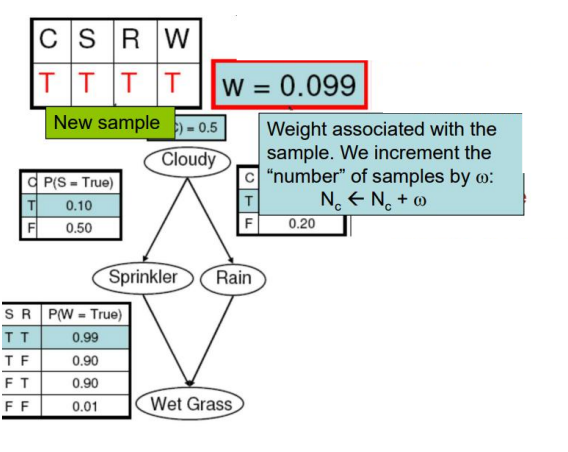 C S R W
T T T T
w = 0.099
New sample
) = 0.5
Weight associated with the
sample. We increment the
“number” of samples by ω:
N_c ← N_c + ω
Cloudy
C P(S = True)
T 0.10
F 0.50
C
T
F 0.20
Sprinkler
Rain
S R P(W = True)
T T 0.99
T F 0.90
F T 0.90
F F 0.01
Wet Grass